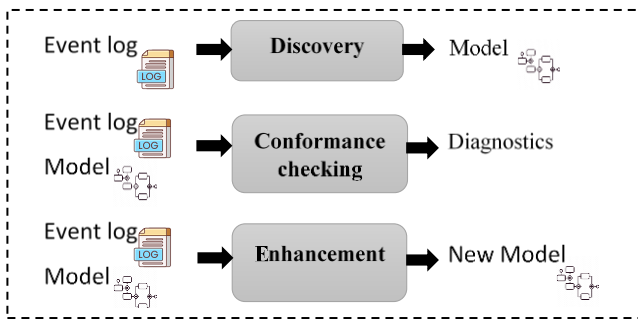 Event log
LOG
Discovery
Model
Event log
LOG
Model
Conformance
checking
Diagnostics
Event log
LOG
Model
Enhancement
New Model